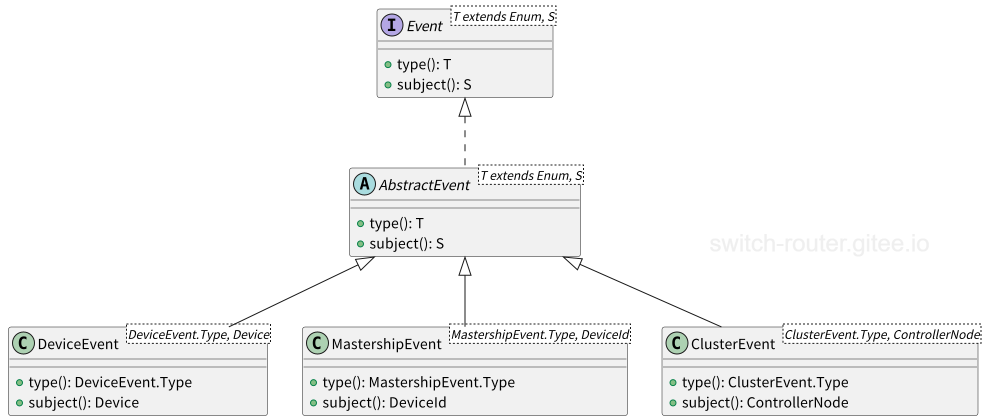 I Event
T extends Enum, S
type(): T
subject(): S
A AbstractEvent
T extends Enum, S
type(): T
subject(): S
switch-router.gitee.io
C DeviceEvent
DeviceEvent.Type, Device
type(): DeviceEvent.Type
subject(): Device
C MastershipEvent
MastershipEvent.Type, DeviceId
type(): MastershipEvent.Type
subject(): DeviceId
C ClusterEvent
ClusterEvent.Type, ControllerNode
type(): ClusterEvent.Type
subject(): ControllerNode